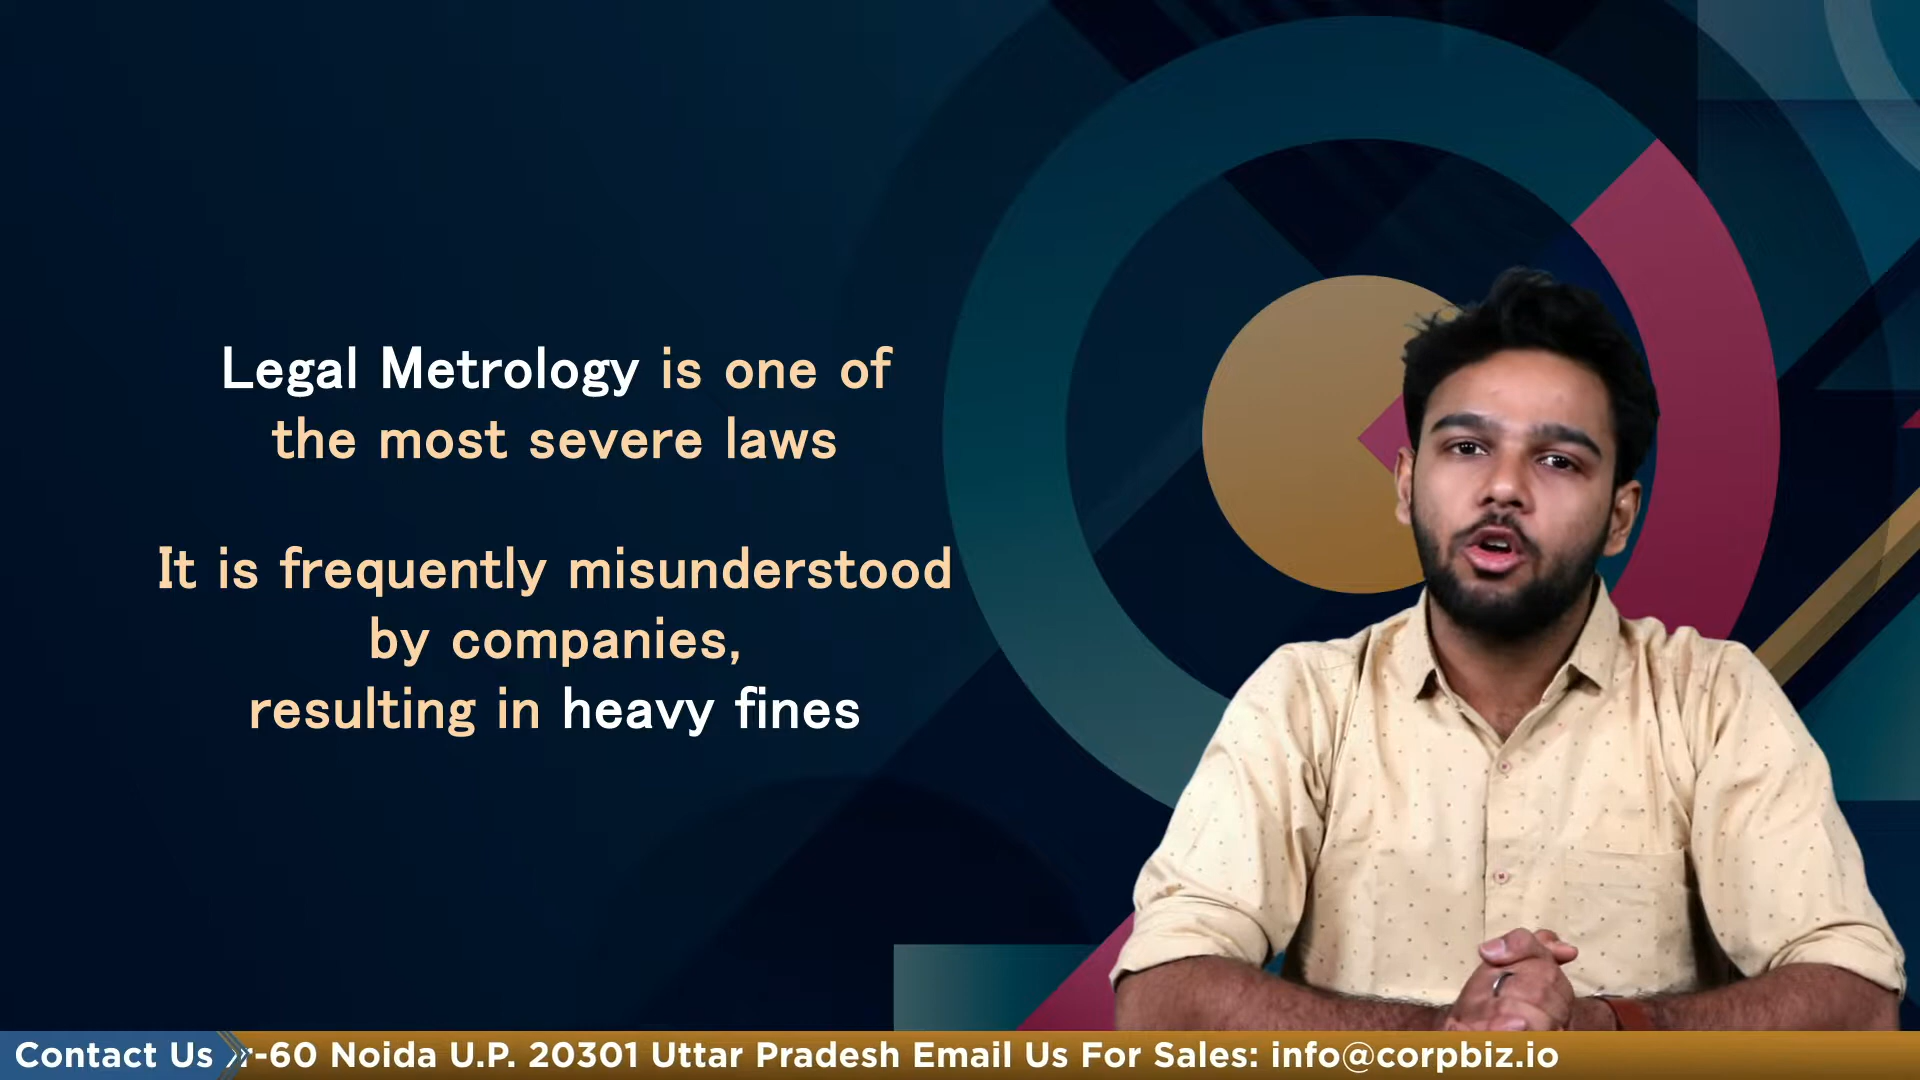 Legal Metrology is one of
the most severe laws
It is frequently misunderstood
by companies,
resulting in heavy fines
Contact Us
-60 Noida U.P. 20301 Uttar Pradesh Email Us For Sales: info@corpbiz.io